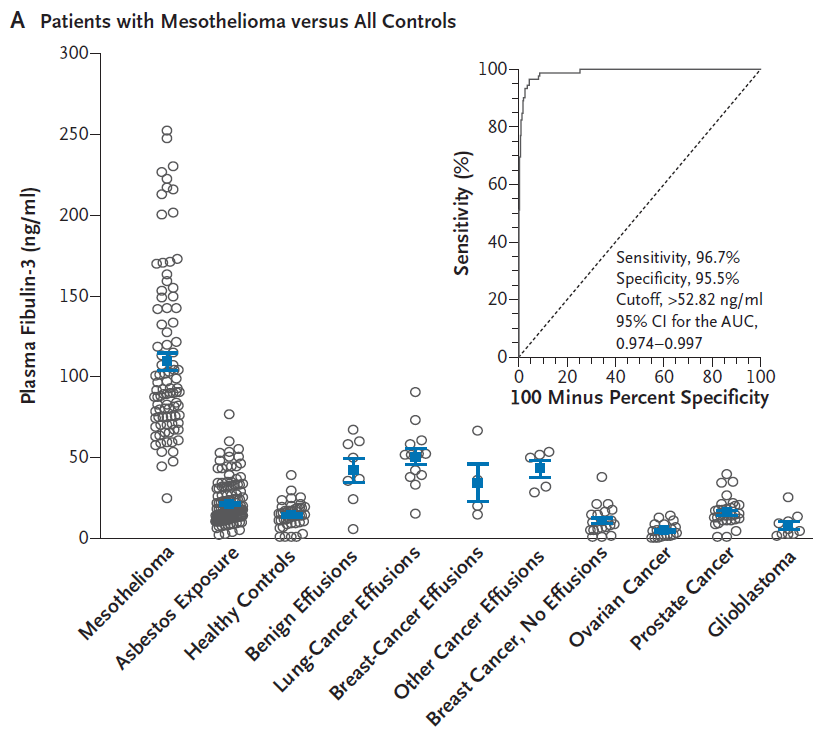 A Patients with Mesothelioma versus All Controls
300
250
200
150
100
50
0
Plasma Fibulin-3 (ng/ml)
Mesothelioma
Asbestos Exposure
Healthy Controls
Benign Effusions
Lung-Cancer Effusions
Breast-Cancer Effusions
Other Cancer Effusions
Breast Cancer, No Effusions
Ovarian Cancer
Prostate Cancer
Glioblastoma
100
80
60
40
20
0
Sensitivity (%)
Sensitivity, 96.7%
Specificity, 95.5%
Cutoff, >52.82 ng/ml
95% CI for the AUC,
0.974–0.997
0 20 40 60 80 100
100 Minus Percent Specificity